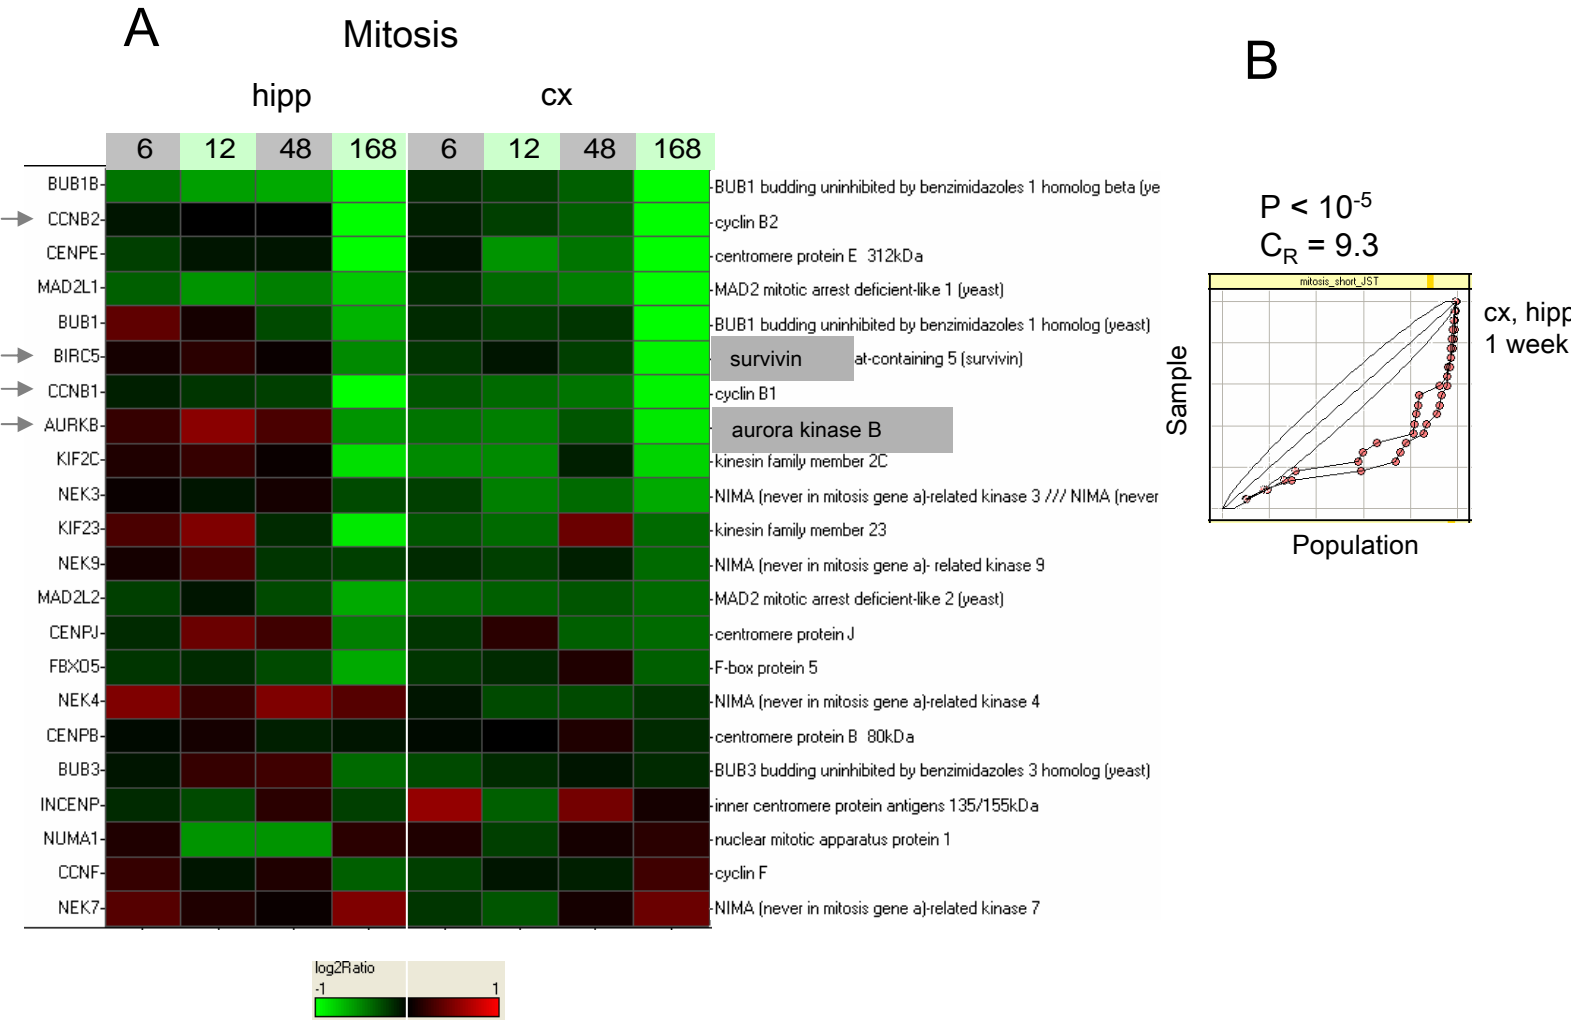 A
Mitosis
B
hipp
cx
6 12 48 168 6 12 48 168
BUB1B BUB1 budding uninhibited by benzimidazoles 1 homolog beta (ye
CCNB2 cyclin B2
CENPE centromere protein E 312kDa
MAD2L1 MAD2 mitotic arrest deficient-like 1 (yeast)
BUB1 BUB1 budding uninhibited by benzimidazoles 1 homolog (yeast)
BIRC5 survivin at-containing 5 (survivin)
CCNB1 cyclin B1
AURKB aurora kinase B
KIF2C kinesin family member 2C
NEK3 NIMA (never in mitosis gene a)-related kinase 3 /// NIMA (never
KIF23 kinesin family member 23
NEK9 NIMA (never in mitosis gene a)- related kinase 9
MAD2L2 MAD2 mitotic arrest deficient-like 2 (yeast)
CENPJ centromere protein J
FBXO5 F-box protein 5
NEK4 NIMA (never in mitosis gene a)-related kinase 4
CENPB centromere protein B 80kDa
BUB3 BUB3 budding uninhibited by benzimidazoles 3 homolog (yeast)
INCENP inner centromere protein antigens 135/155kDa
NUMA1 nuclear mitotic apparatus protein 1
CCNF cyclin F
NEK7 NIMA (never in mitosis gene a)-related kinase 7
log2Ratio
-1 1
P < 10-5
CR = 9.3
mitosis_short_JST
cx, hipp
1 week
Sample
Population